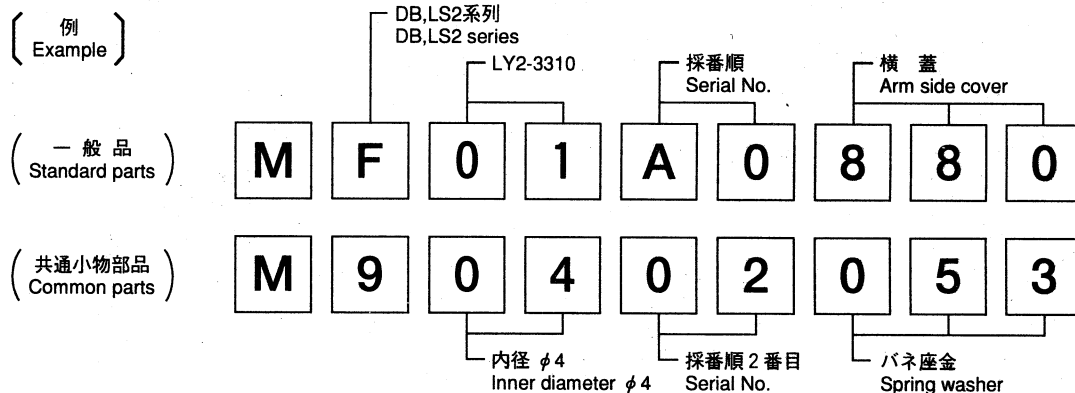 例
Example
DB,LS2系列
DB,LS2 series
LY2-3310
採番順
Serial No.
横 蓋
Arm side cover
一 般 品
Standard parts
M F 0 1 A 0 8 8 0
共通小物部品
Common parts
M 9 0 4 0 2 0 5 3
内径 φ4
Inner diameter φ4
採番順2番目
Serial No.
バネ座金
Spring washer